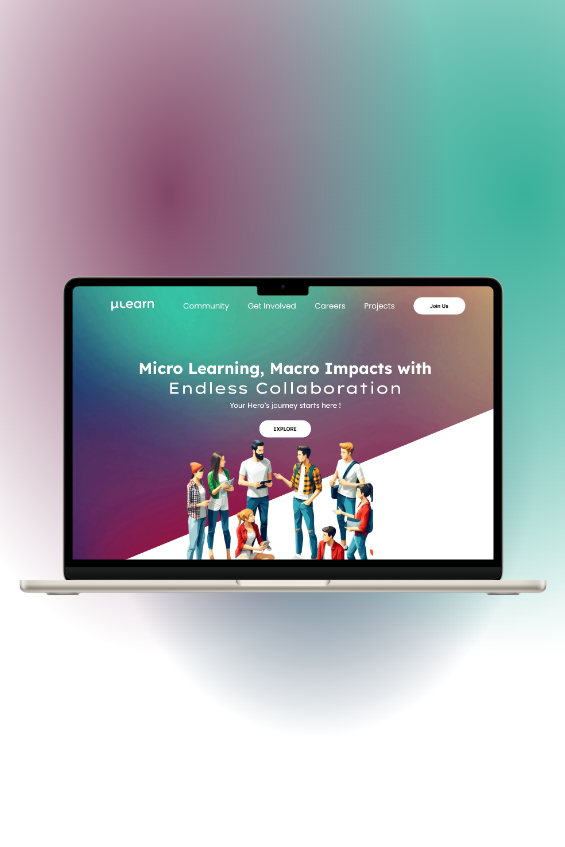 µLearn Community Get Involved Careers Projects Join Us
Micro Learning, Macro Impacts with
Endless Collaboration
Your Hero's journey starts here !
EXPLORE